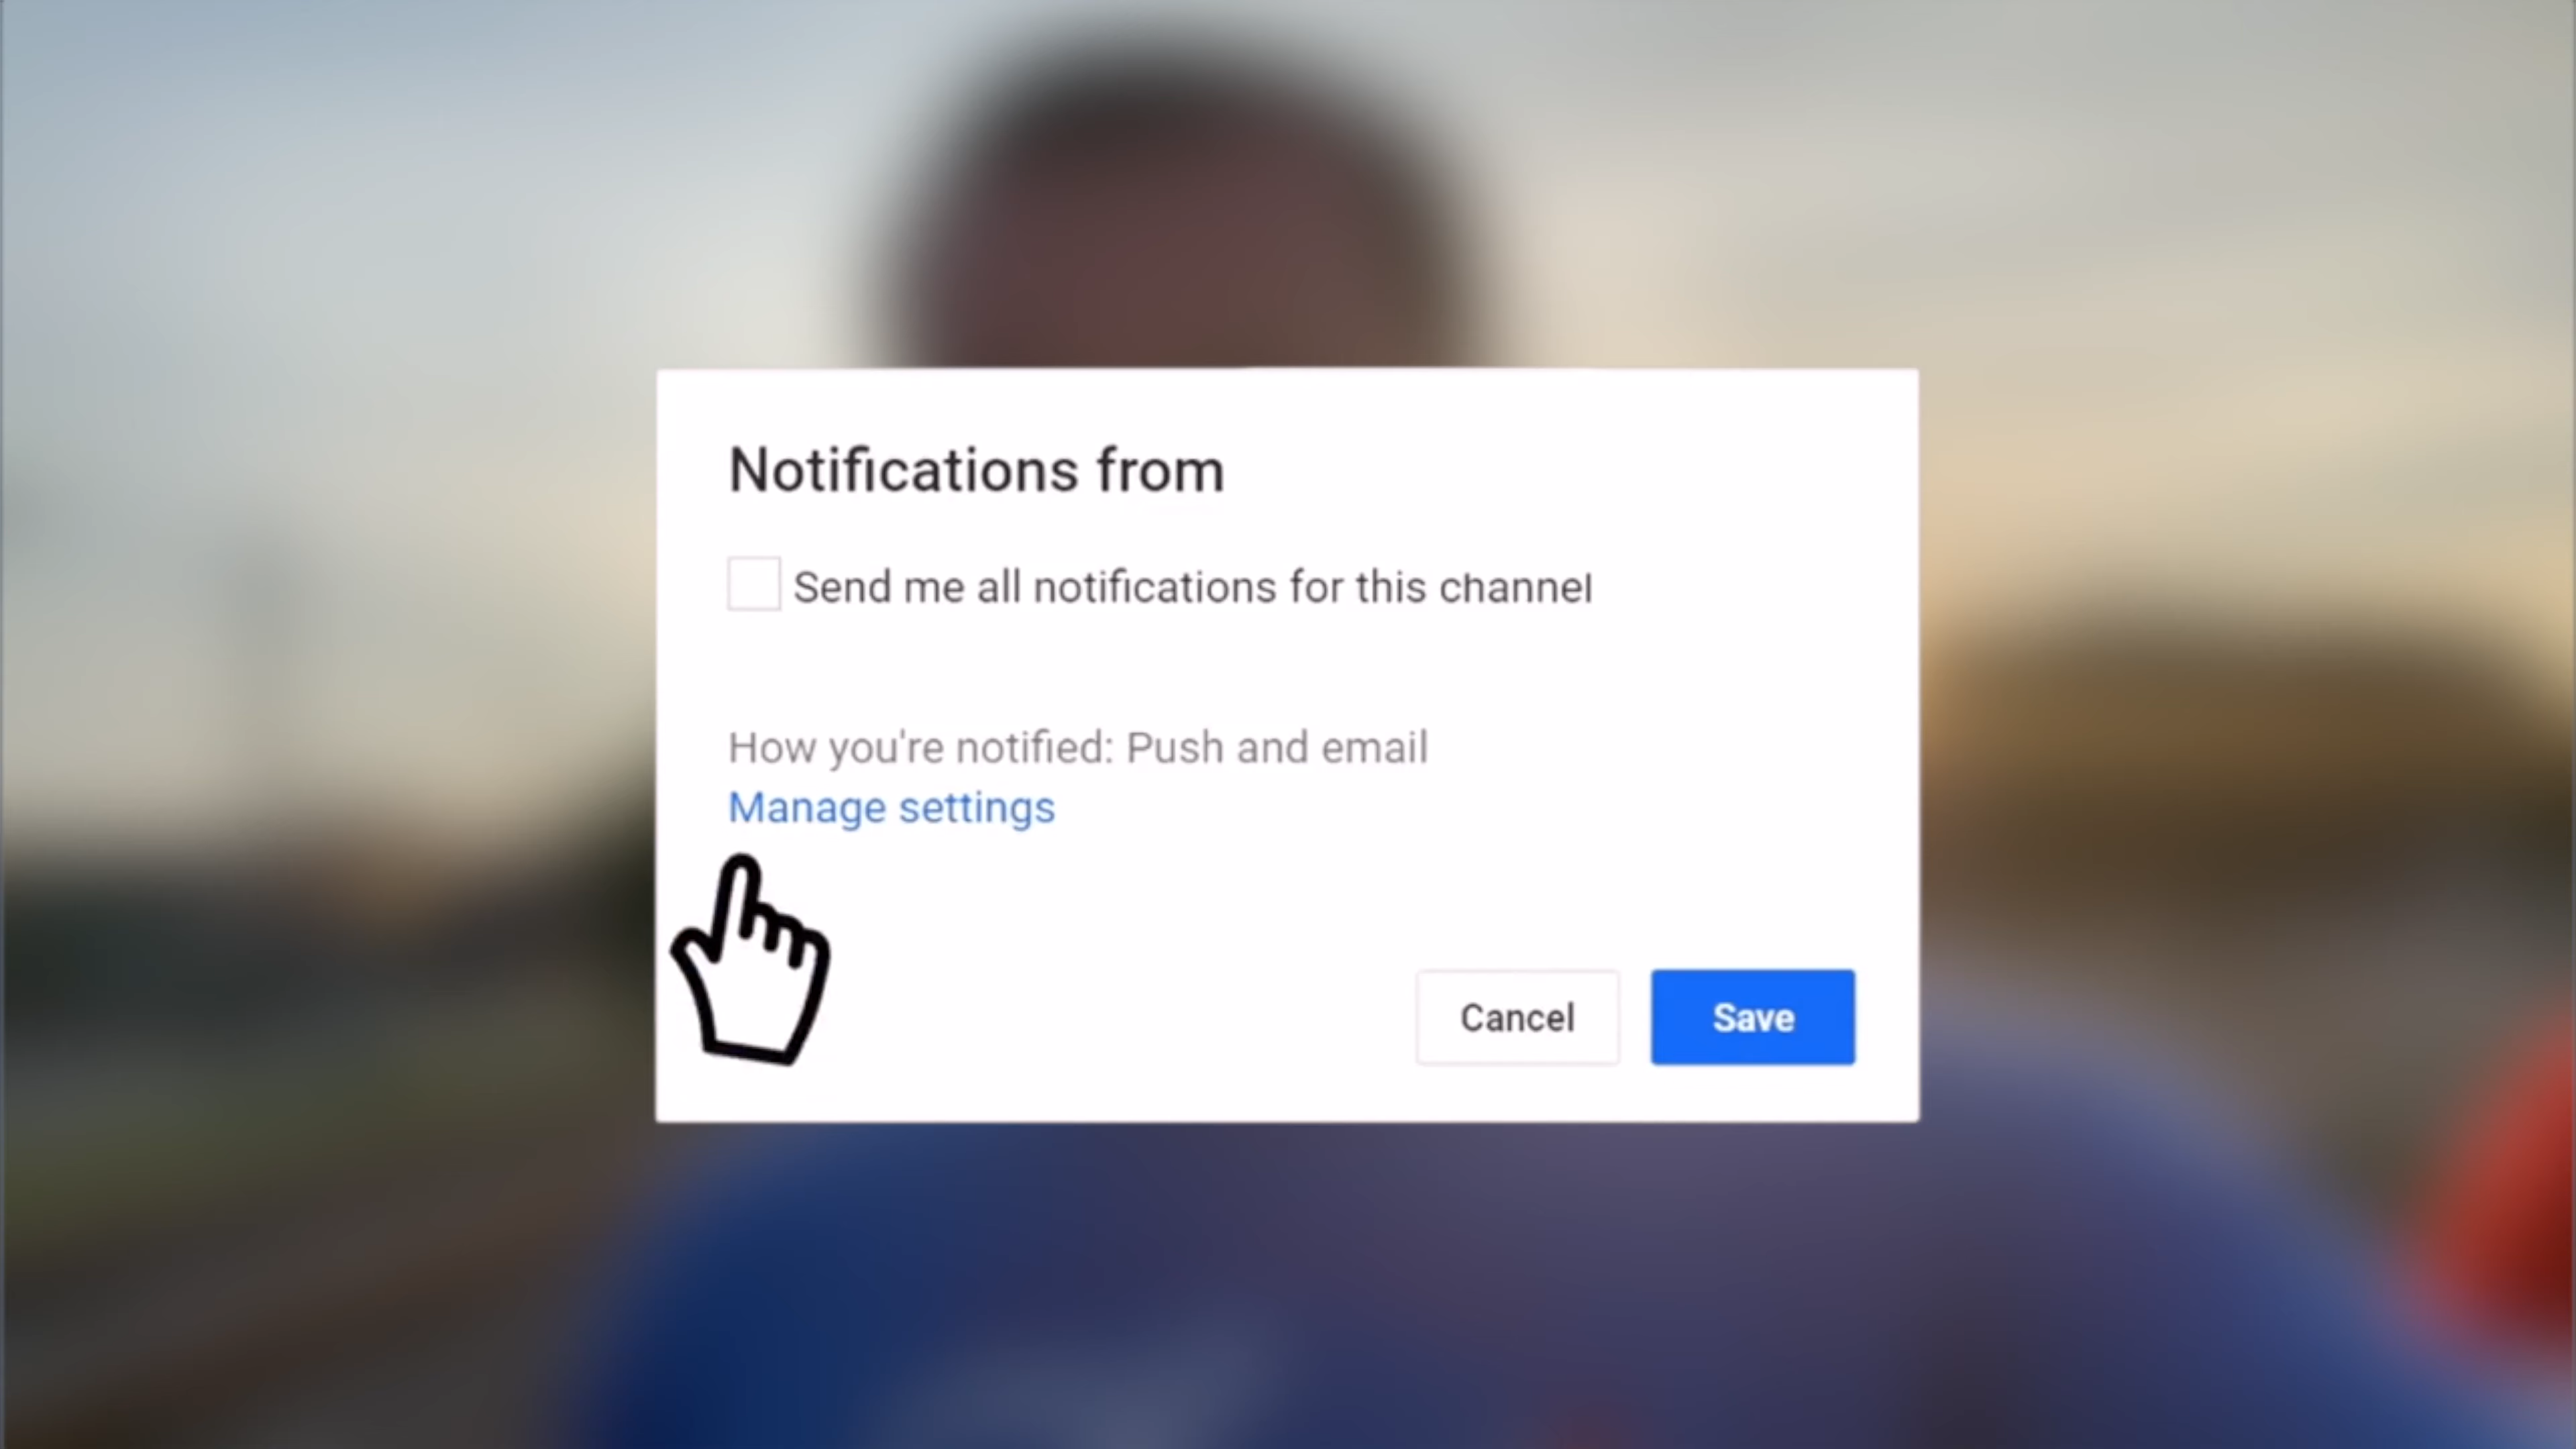 Notifications from
Send me all notifications for this channel
How you're notified: Push and email
Manage settings
Cancel
Save